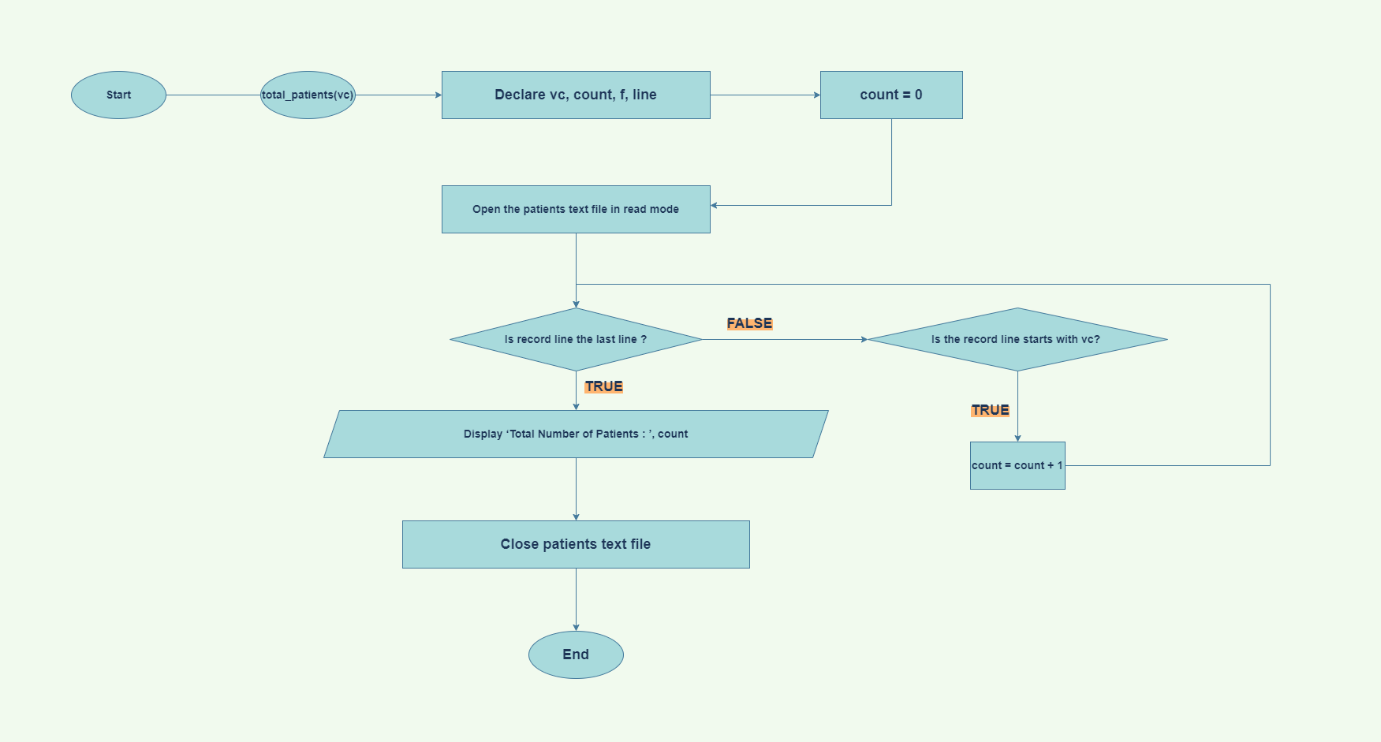 Start
total_patients(vc)
Declare vc, count, f, line
count = 0
Open the patients text file in read mode
Is record line the last line ?
FALSE
Is the record line starts with vc?
TRUE
TRUE
Display ‘Total Number of Patients : ’, count
count = count + 1
Close patients text file
End